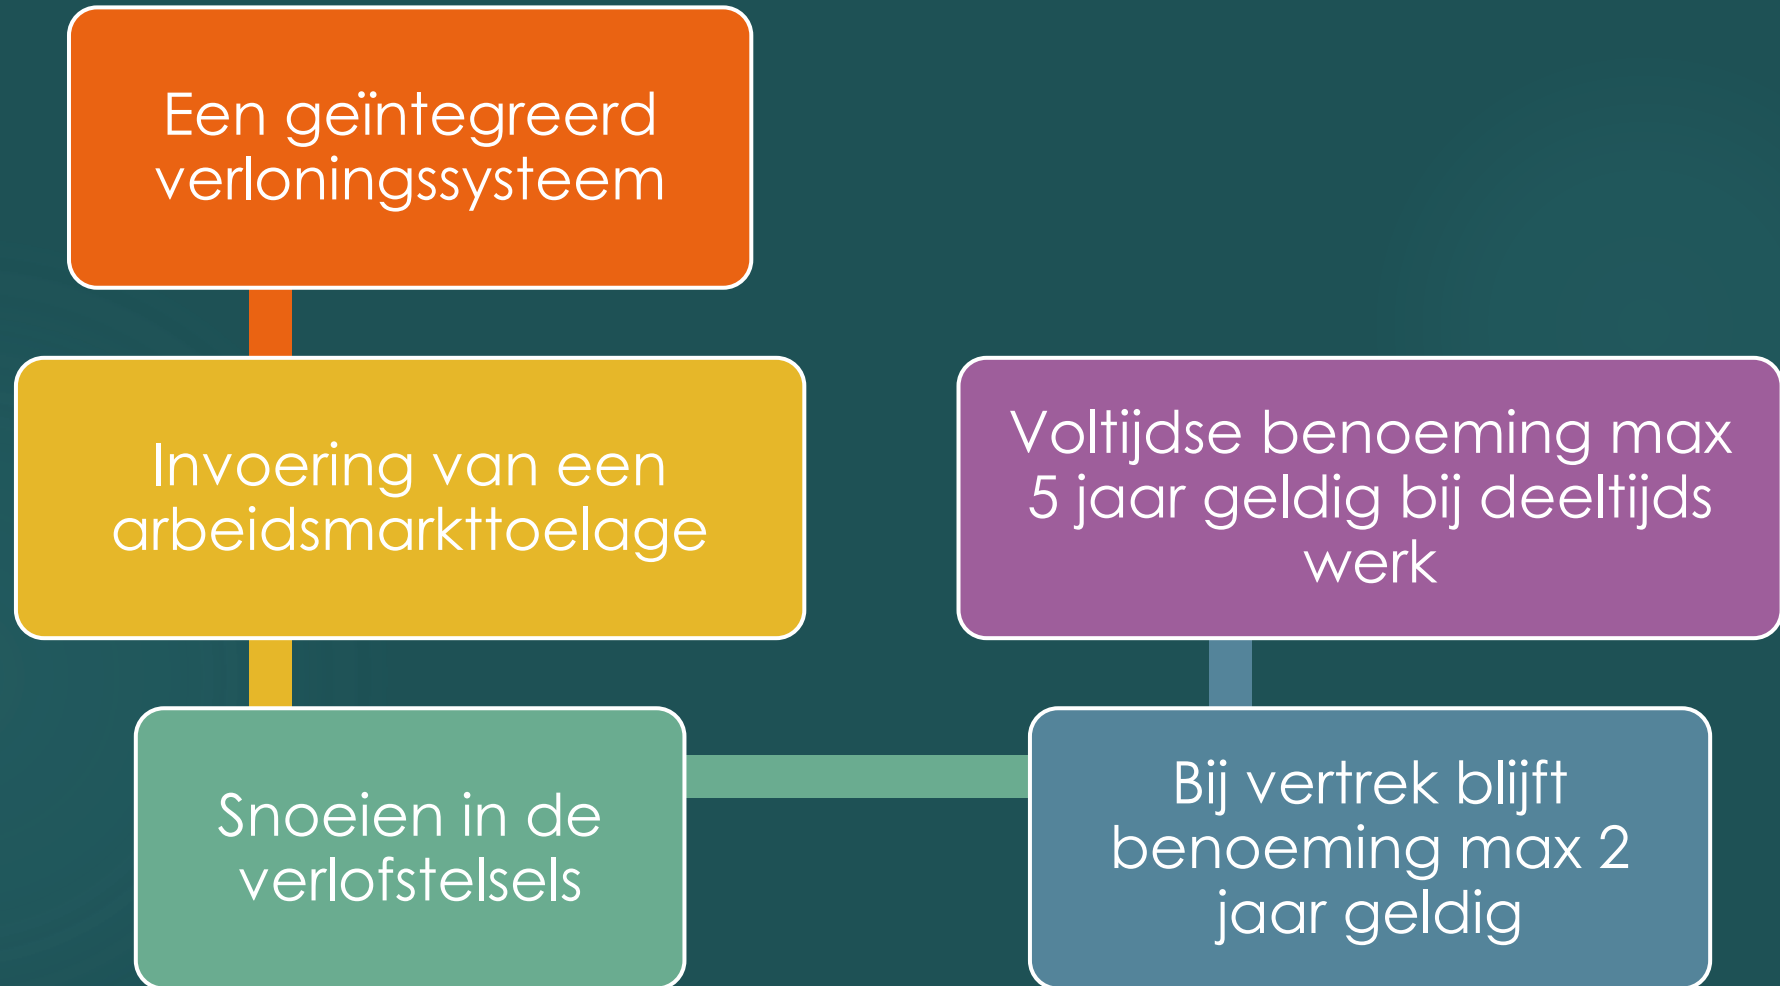 Een geïntegreerd
verloningssysteem
Invoering van een
arbeidsmarkttoelage
Snoeien in de
verlofstelsels
Bij vertrek blijft
benoeming max 2
jaar geldig
Voltijdse benoeming max
5 jaar geldig bij deeltijds
werk